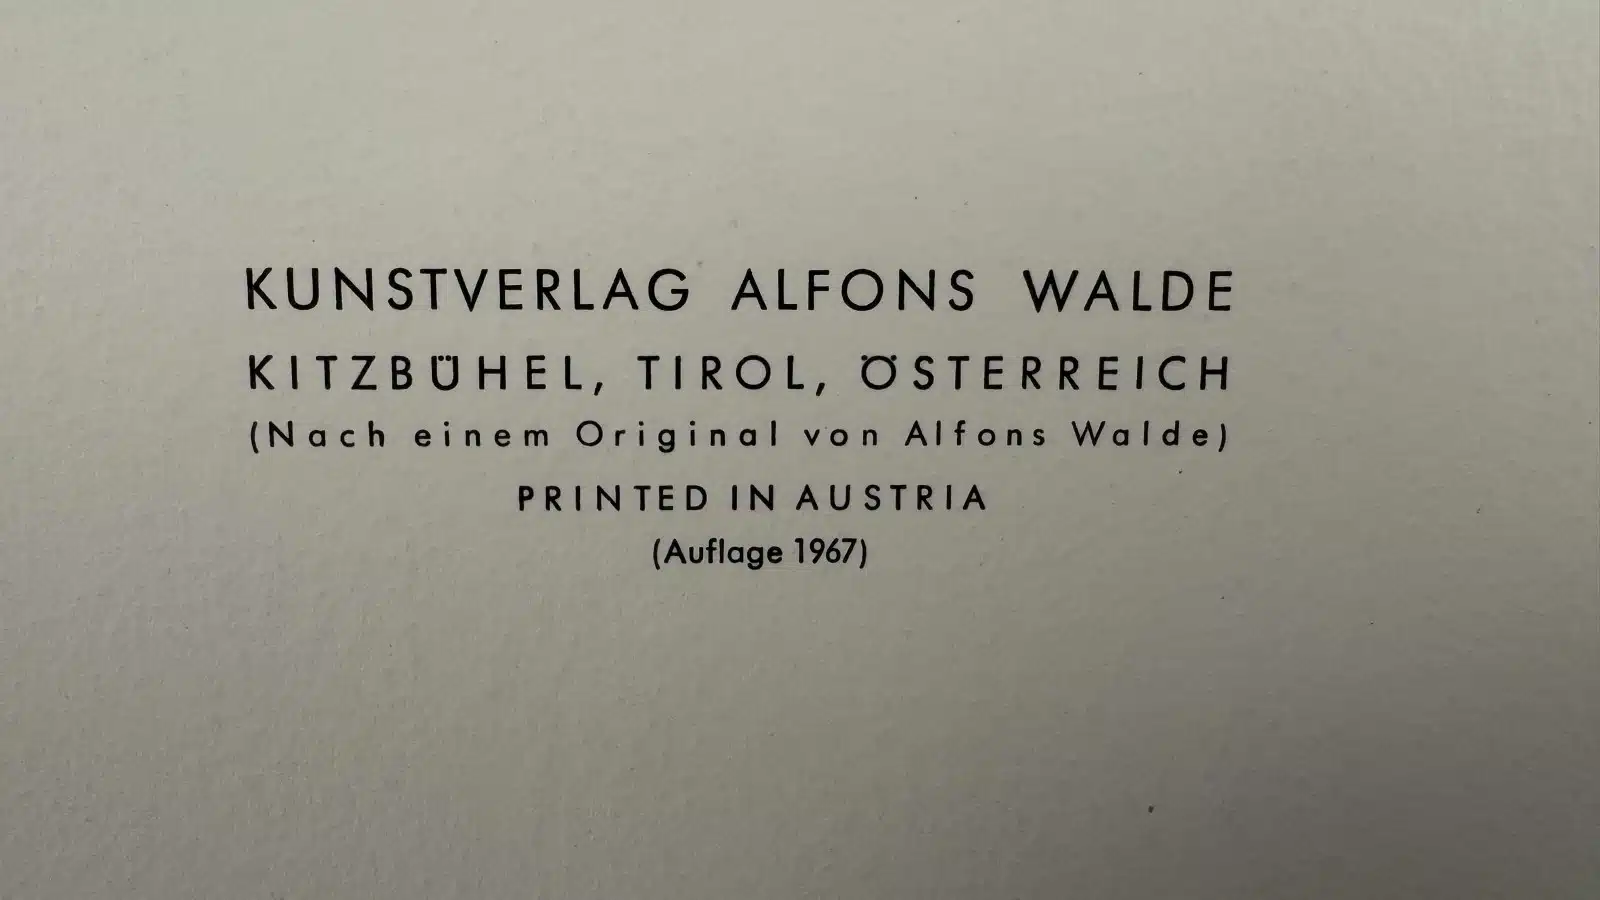 KUNSTVERLAG ALFONS WALDE
KITZBÜHEL, TIROL, ÖSTERREICH
(Nach einem Original von Alfons Walde)
PRINTED IN AUSTRIA
(Auflage 1967)